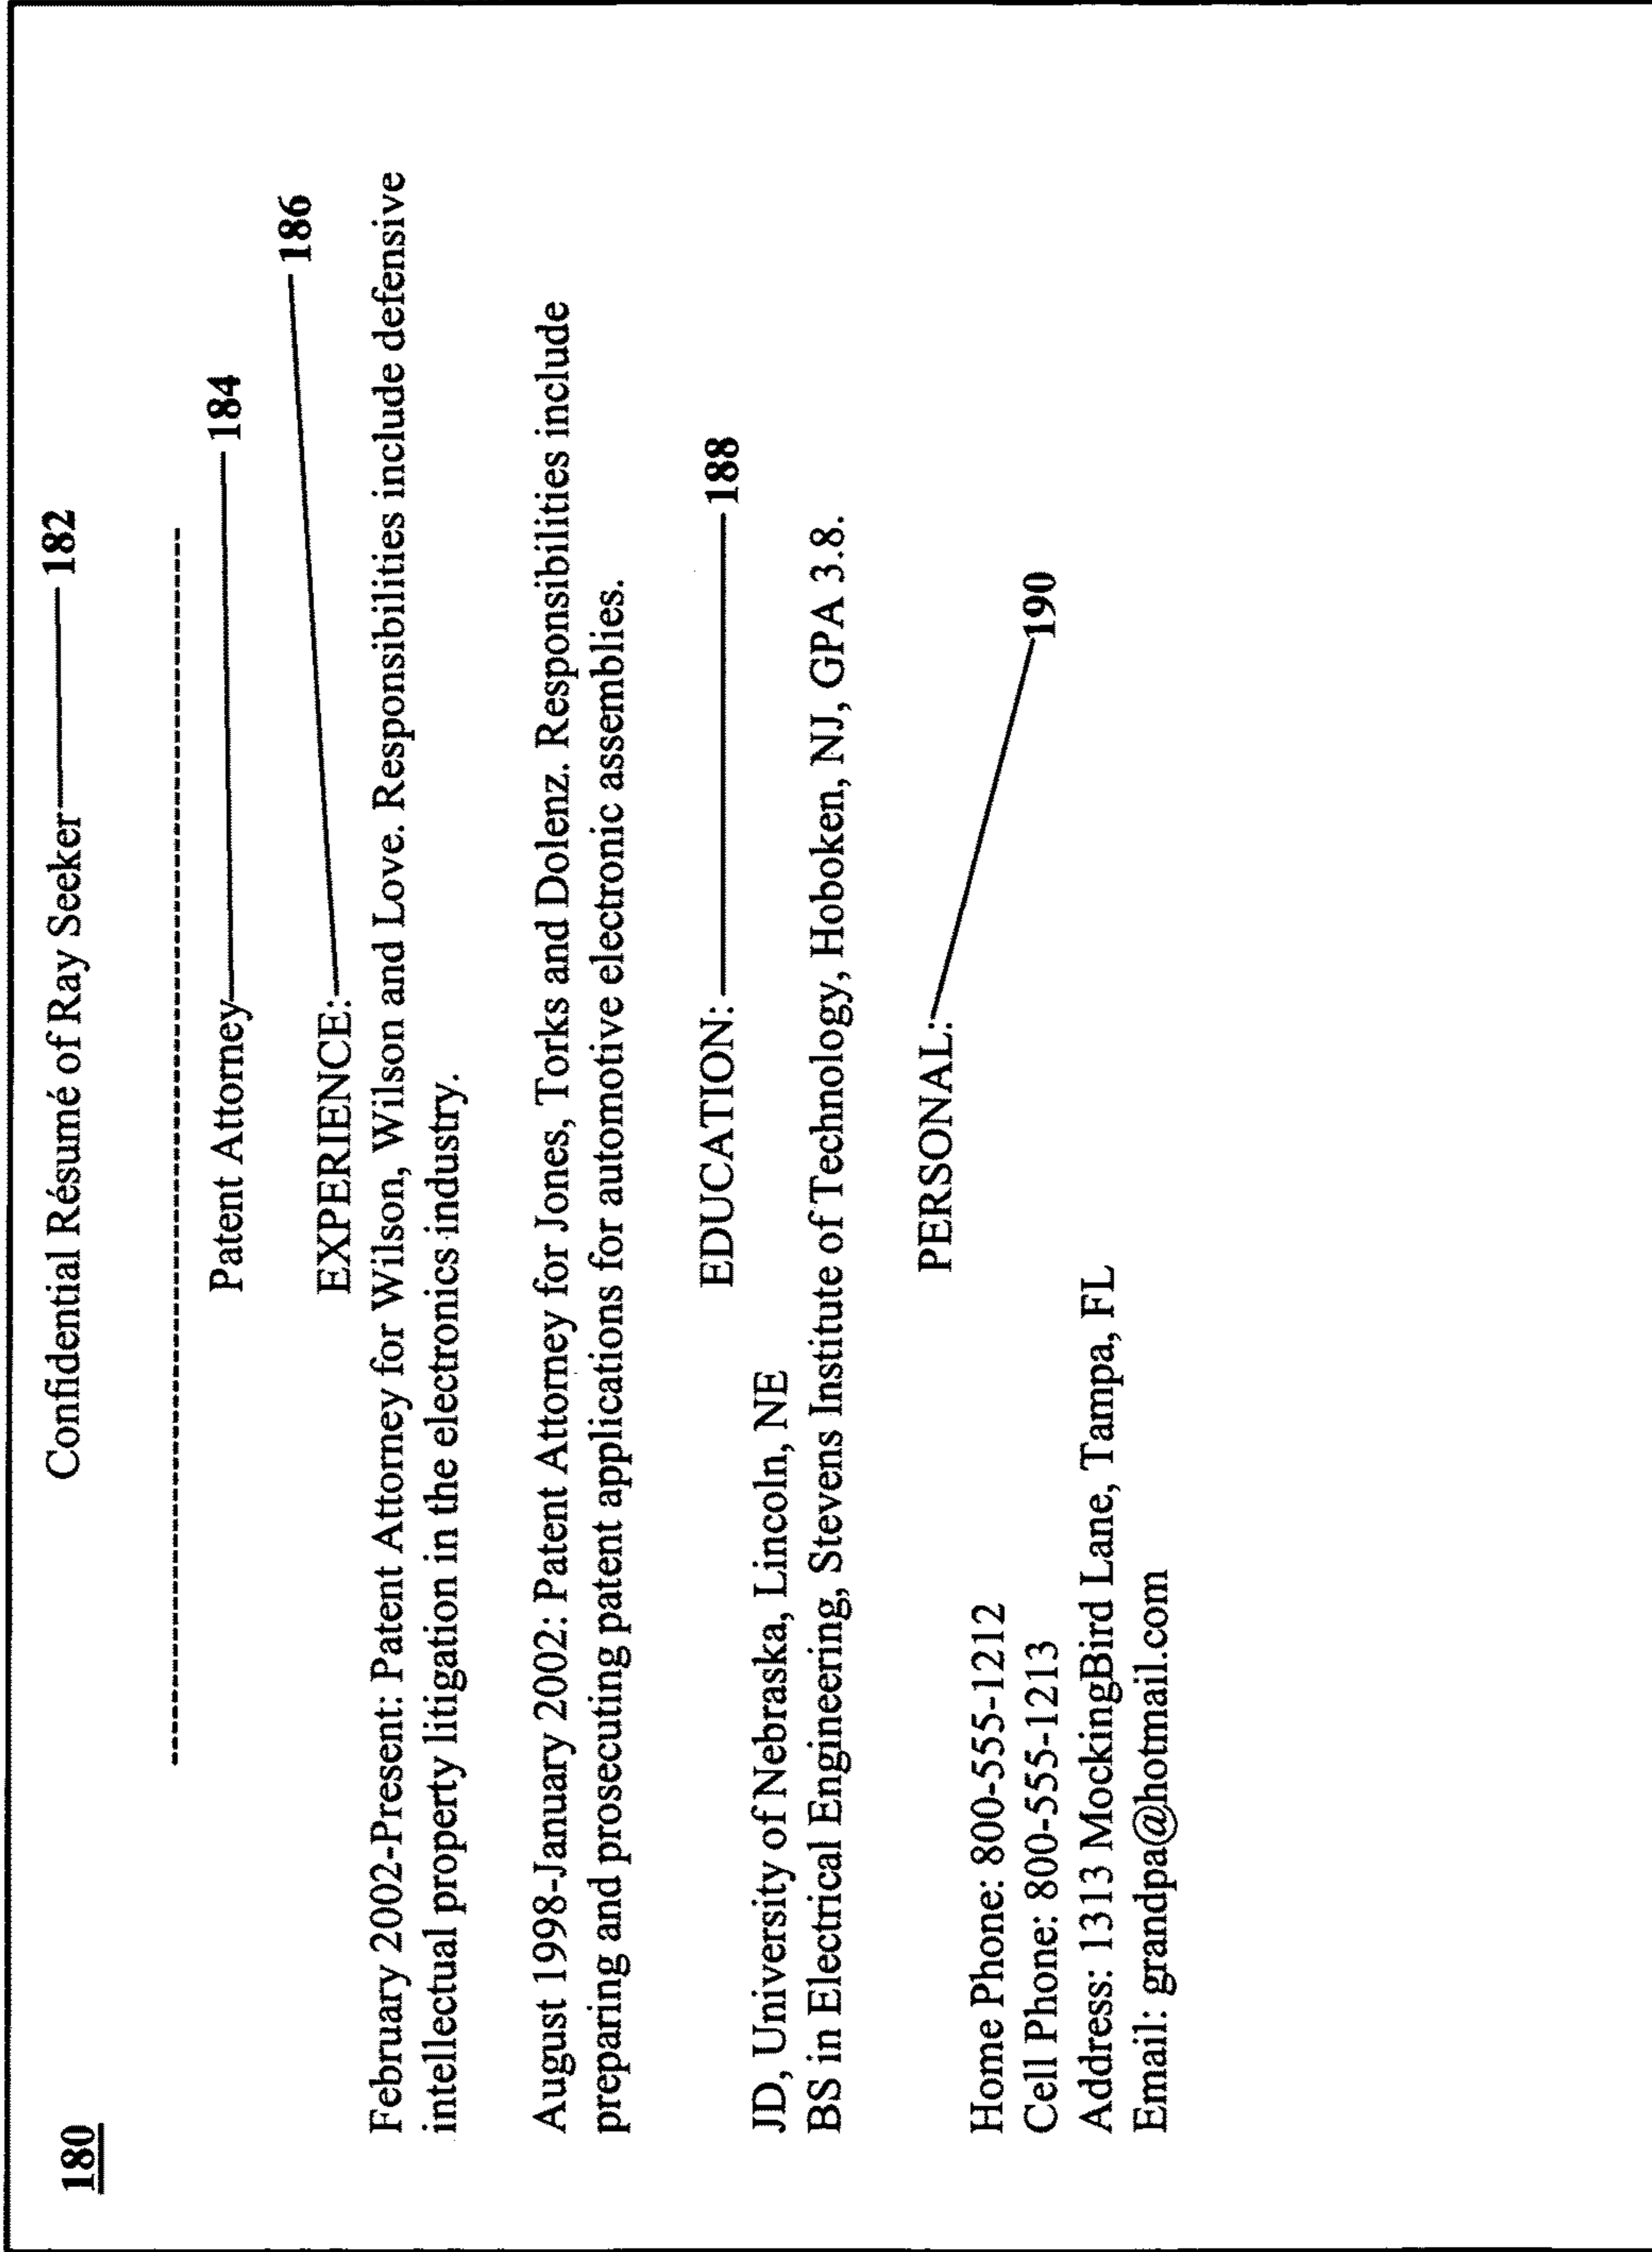 180
Confidential Résumé of Ray Seeker 182
Patent Attorney 184
EXPERIENCE: 186
February 2002-Present: Patent Attorney for Wilson, Wilson and Love. Responsibilities include defensive
intellectual property litigation in the electronics industry.
August 1998-January 2002: Patent Attorney for Jones, Torks and Dolenz. Responsibilities include
preparing and prosecuting patent applications for automotive electronic assemblies.
EDUCATION: 188
JD, University of Nebraska, Lincoln, NE
BS in Electrical Engineering, Stevens Institute of Technology, Hoboken, NJ, GPA 3.8.
PERSONAL: 190
Home Phone: 800-555-1212
Cell Phone: 800-555-1213
Address: 1313 MockingBird Lane, Tampa, FL
Email: grandpa@hotmail.com